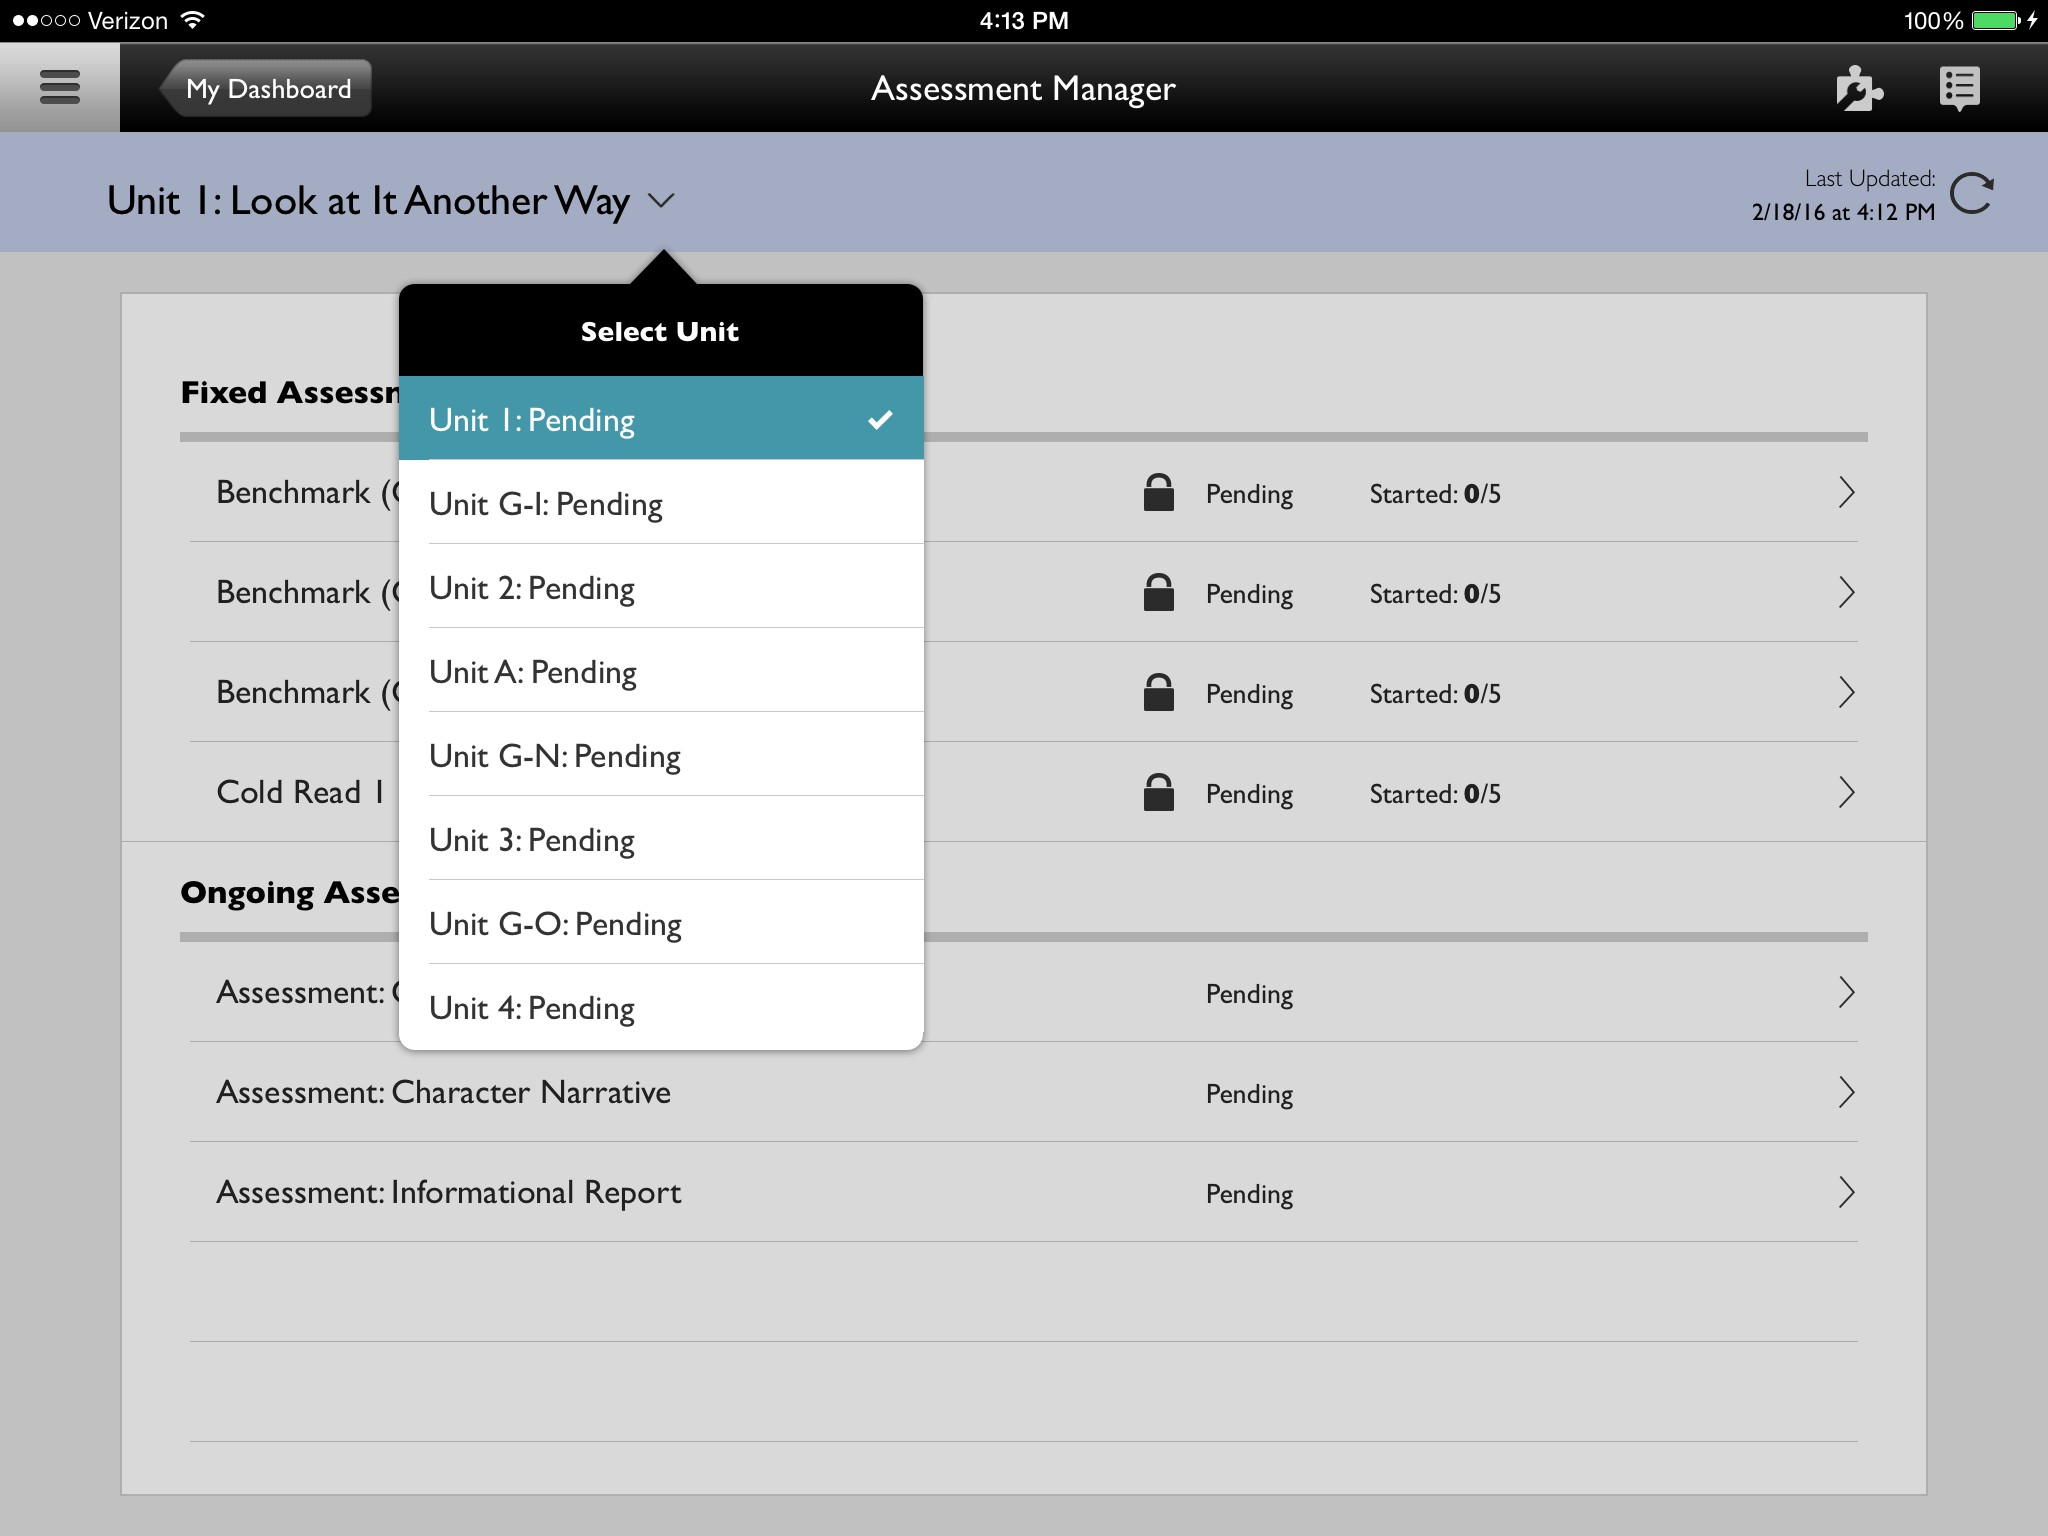 Verizon 4:13 PM 100%
My Dashboard Assessment Manager
Unit 1: Look at It Another Way
Last Updated:
2/18/16 at 4:12 PM
Select Unit
Unit 1: Pending
Unit G-I: Pending
Unit 2: Pending
Unit A: Pending
Unit G-N: Pending
Unit 3: Pending
Unit G-O: Pending
Unit 4: Pending
Fixed
Benchmark Pending Started: 0/5
Benchmark Pending Started: 0/5
Benchmark Pending Started: 0/5
Cold Read 1 Pending Started: 0/5
Ongoing
Assessment: Pending
Assessment: Character Narrative Pending
Assessment: Informational Report Pending